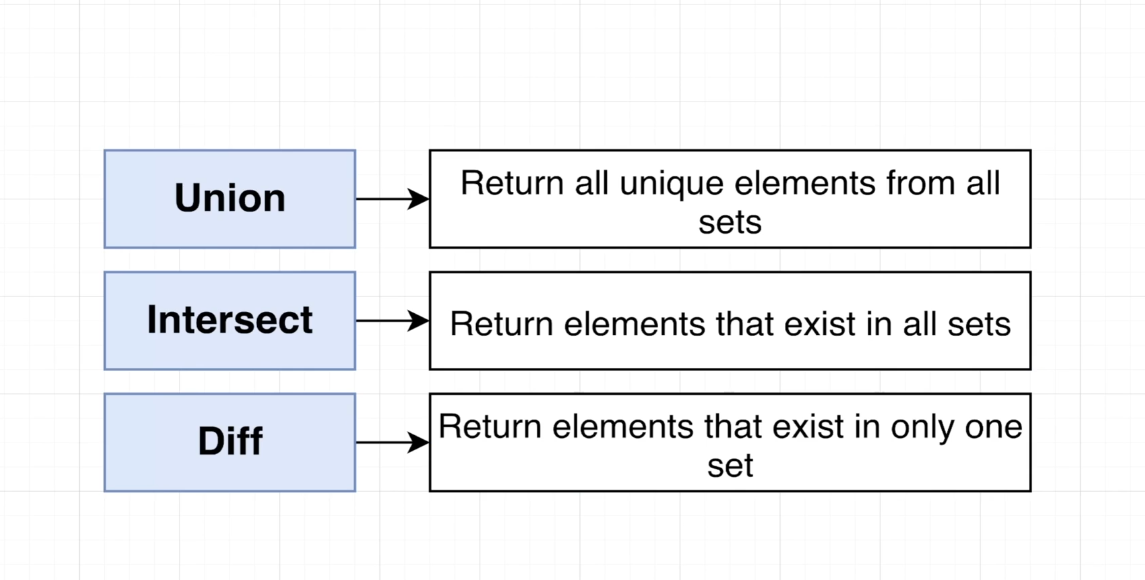 Union
Return all unique elements from all
sets
Intersect
Return elements that exist in all sets
Diff
Return elements that exist in only one
set